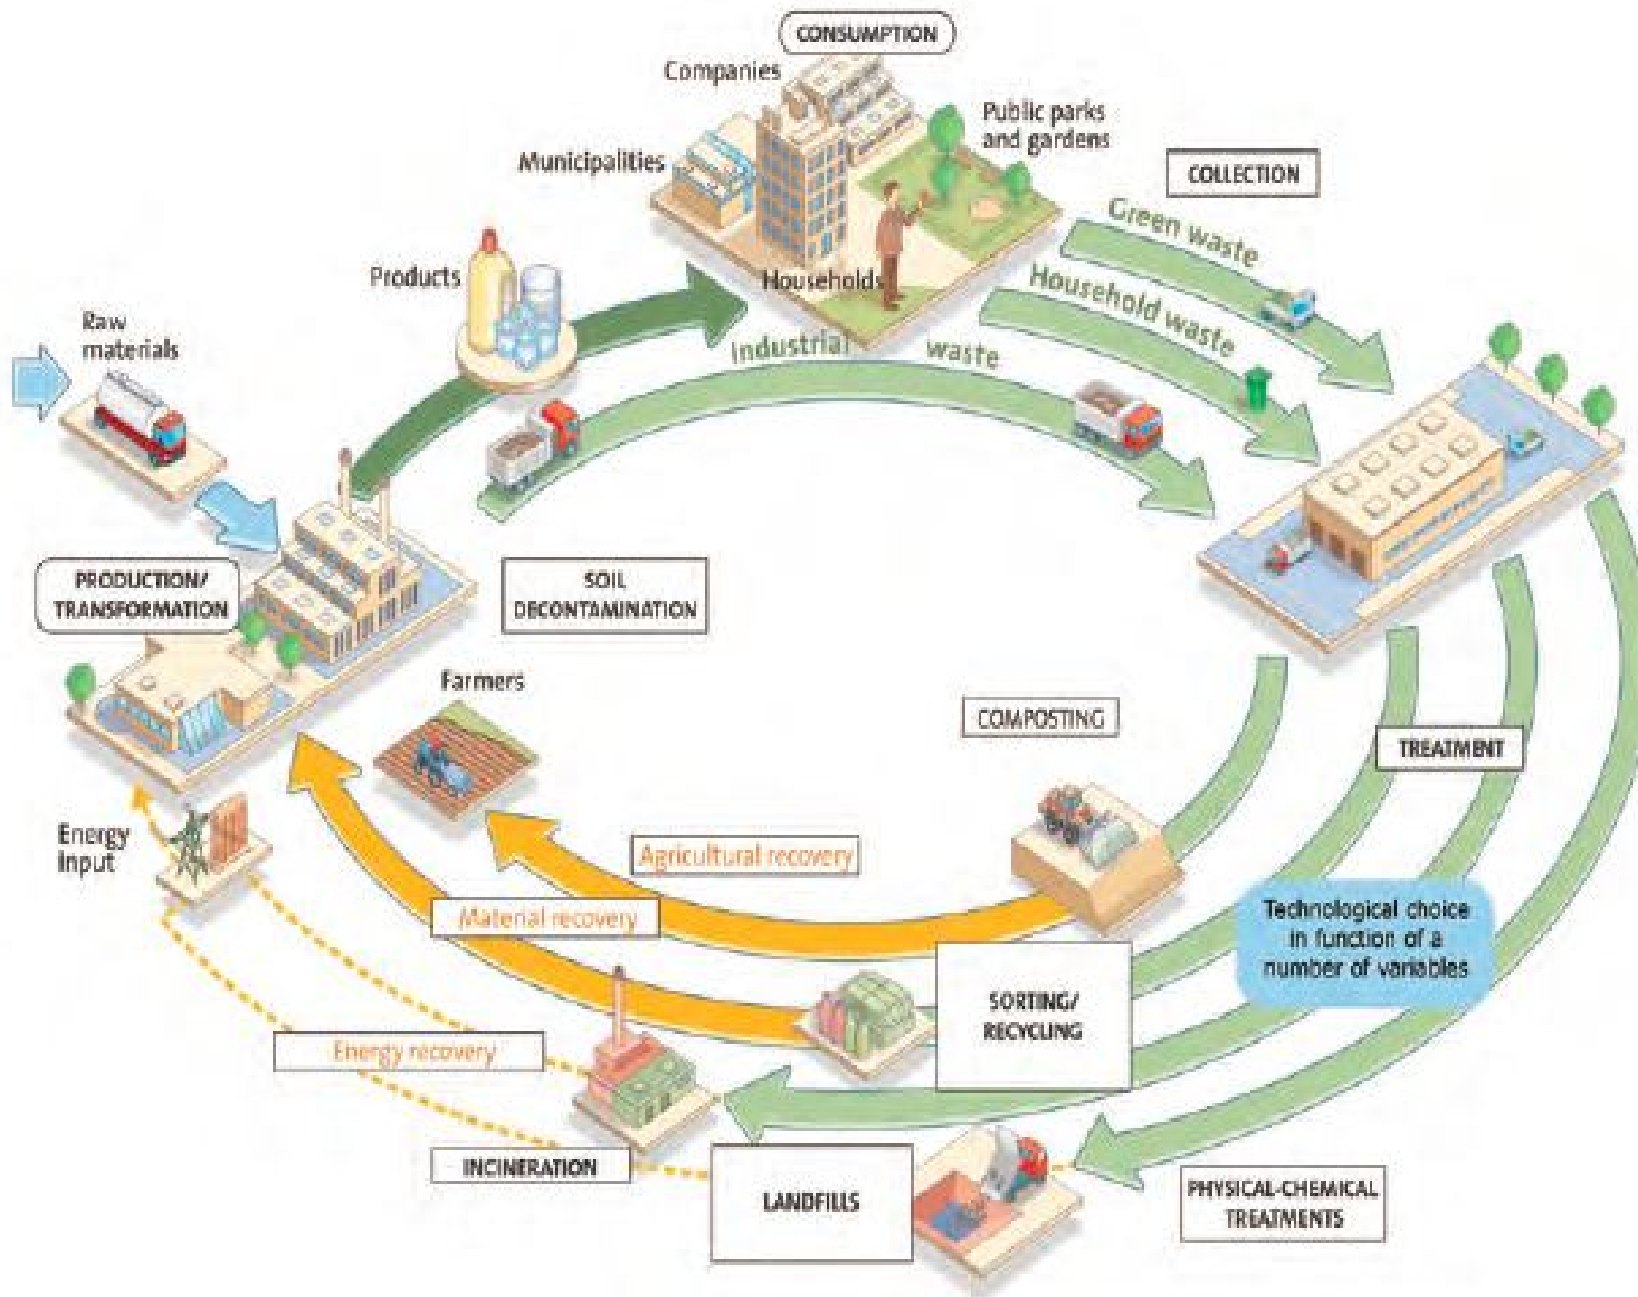 CONSUMPTION
Companies
Public parks
and gardens
Municipalities
COLLECTION
Green waste
Products
Households
Household waste
Raw
materials
industrial waste
PRODUCTION/
TRANSFORMATION
SOIL
DECONTAMINATION
Farmers
COMPOSTING
TREATMENT
Energy
input
Agricultural recovery
Material recovery
Technological choice
in function of a
number of variables
SORTING/
RECYCLING
Energy recovery
INCINERATION
LANDFILLS
PHYSICAL-CHEMICAL
TREATMENTS